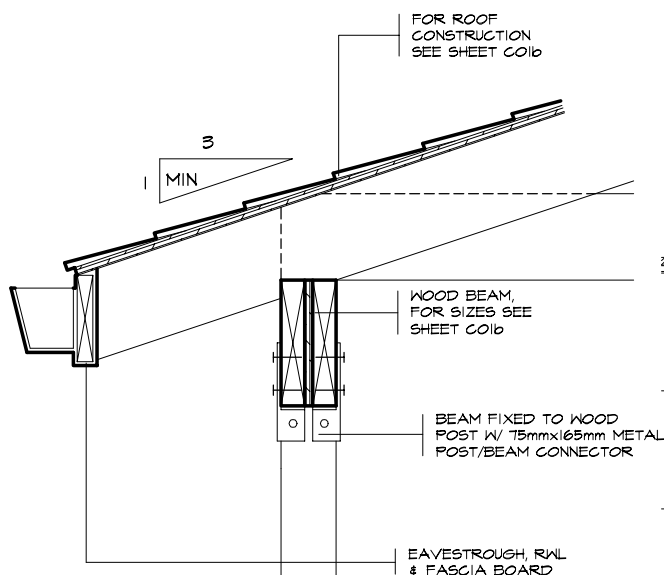 FOR ROOF
CONSTRUCTION
SEE SHEET C01b
3
1
MIN
WOOD BEAM,
FOR SIZES SEE
SHEET C01b
BEAM FIXED TO WOOD
POST W/ 75mmx165mm METAL
POST/BEAM CONNECTOR
EAVESTROUGH, RWL
& FASCIA BOARD